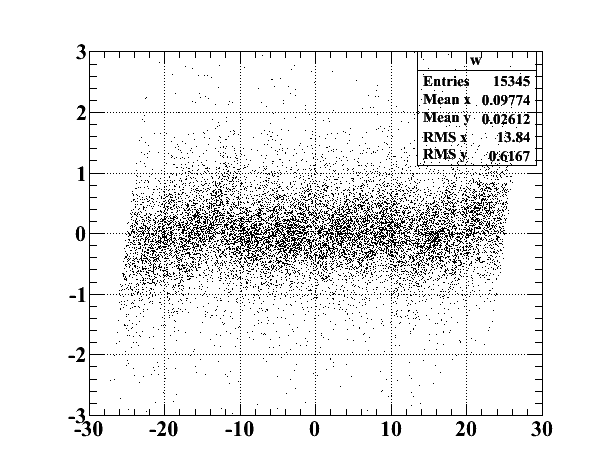 w
Entries 15345
Mean x 0.09774
Mean y 0.02612
RMS x 13.84
RMS y 0.6167
3
2
1
0
-1
-2
-3
-30 -20 -10 0 10 20 30